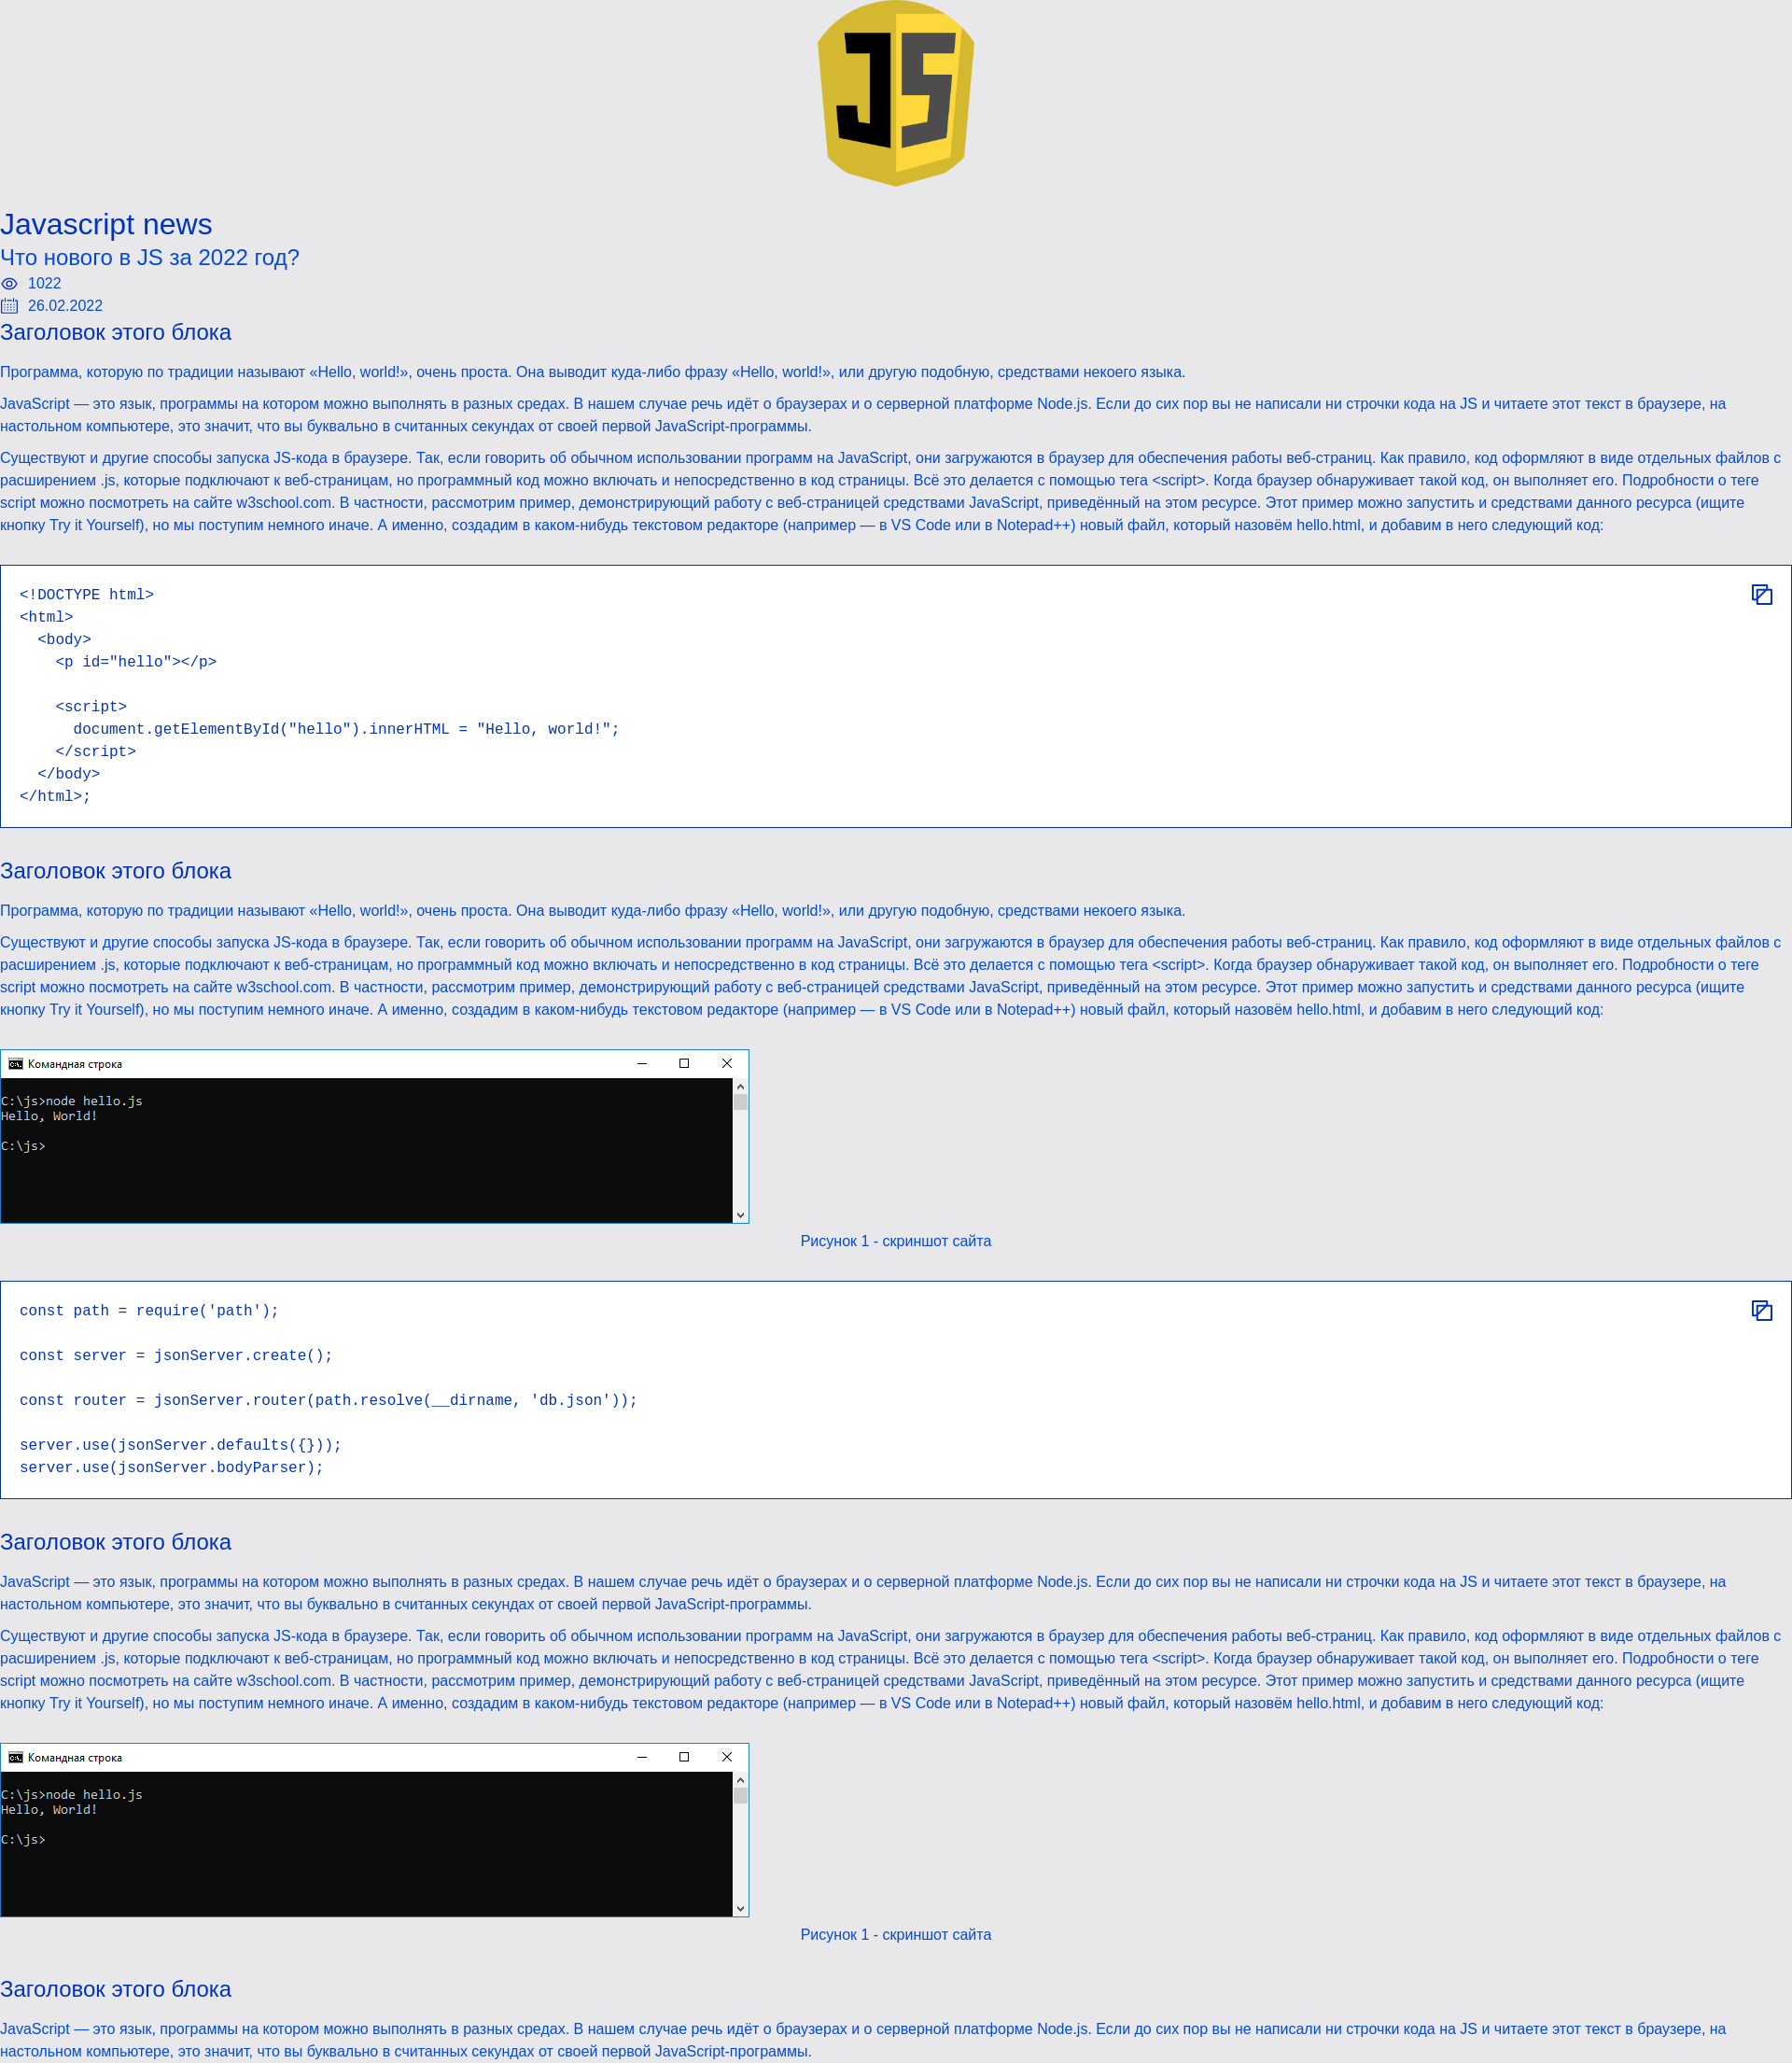 JS
Javascript news
Что нового в JS за 2022 год?
1022
26.02.2022
Заголовок этого блока
Программа, которую по традиции называют «Hello, world!», очень проста. Она выводит куда-либо фразу «Hello, world!», или другую подобную, средствами некоего языка.
JavaScript — это язык, программы на котором можно выполнять в разных средах. В нашем случае речь идёт о браузерах и о серверной платформе Node.js. Если до сих пор вы не написали ни строчки кода на JS и читаете этот текст в браузере, на
настольном компьютере, это значит, что вы буквально в считанных секундах от своей первой JavaScript-программы.
Существуют и другие способы запуска JS-кода в браузере. Так, если говорить об обычном использовании программ на JavaScript, они загружаются в браузер для обеспечения работы веб-страниц. Как правило, код оформляют в виде отдельных файлов с
расширением .js, которые подключают к веб-страницам, но программный код можно включать и непосредственно в код страницы. Всё это делается с помощью тега <script>. Когда браузер обнаруживает такой код, он выполняет его. Подробности о теге
script можно посмотреть на сайте w3school.com. В частности, рассмотрим пример, демонстрирующий работу с веб-страницей средствами JavaScript, приведённый на этом ресурсе. Этот пример можно запустить и средствами данного ресурса (ищите
кнопку Try it Yourself), но мы поступим немного иначе. А именно, создадим в каком-нибудь текстовом редакторе (например — в VS Code или в Notepad++) новый файл, который назовём hello.html, и добавим в него следующий код:
<!DOCTYPE html>
<html>
  <body>
    <p id="hello"></p>
    <script>
      document.getElementById("hello").innerHTML = "Hello, world!";
    </script>
  </body>
</html>;
Заголовок этого блока
Программа, которую по традиции называют «Hello, world!», очень проста. Она выводит куда-либо фразу «Hello, world!», или другую подобную, средствами некоего языка.
Существуют и другие способы запуска JS-кода в браузере. Так, если говорить об обычном использовании программ на JavaScript, они загружаются в браузер для обеспечения работы веб-страниц. Как правило, код оформляют в виде отдельных файлов с
расширением .js, которые подключают к веб-страницам, но программный код можно включать и непосредственно в код страницы. Всё это делается с помощью тега <script>. Когда браузер обнаруживает такой код, он выполняет его. Подробности о теге
script можно посмотреть на сайте w3school.com. В частности, рассмотрим пример, демонстрирующий работу с веб-страницей средствами JavaScript, приведённый на этом ресурсе. Этот пример можно запустить и средствами данного ресурса (ищите
кнопку Try it Yourself), но мы поступим немного иначе. А именно, создадим в каком-нибудь текстовом редакторе (например — в VS Code или в Notepad++) новый файл, который назовём hello.html, и добавим в него следующий код:
Командная строка
C:\js>node hello.js
Hello, World!
C:\js>
Рисунок 1 - скриншот сайта
const path = require('path');
const server = jsonServer.create();
const router = jsonServer.router(path.resolve(__dirname, 'db.json'));
server.use(jsonServer.defaults({}));
server.use(jsonServer.bodyParser);
Заголовок этого блока
JavaScript — это язык, программы на котором можно выполнять в разных средах. В нашем случае речь идёт о браузерах и о серверной платформе Node.js. Если до сих пор вы не написали ни строчки кода на JS и читаете этот текст в браузере, на
настольном компьютере, это значит, что вы буквально в считанных секундах от своей первой JavaScript-программы.
Существуют и другие способы запуска JS-кода в браузере. Так, если говорить об обычном использовании программ на JavaScript, они загружаются в браузер для обеспечения работы веб-страниц. Как правило, код оформляют в виде отдельных файлов с
расширением .js, которые подключают к веб-страницам, но программный код можно включать и непосредственно в код страницы. Всё это делается с помощью тега <script>. Когда браузер обнаруживает такой код, он выполняет его. Подробности о теге
script можно посмотреть на сайте w3school.com. В частности, рассмотрим пример, демонстрирующий работу с веб-страницей средствами JavaScript, приведённый на этом ресурсе. Этот пример можно запустить и средствами данного ресурса (ищите
кнопку Try it Yourself), но мы поступим немного иначе. А именно, создадим в каком-нибудь текстовом редакторе (например — в VS Code или в Notepad++) новый файл, который назовём hello.html, и добавим в него следующий код:
Командная строка
C:\js>node hello.js
Hello, World!
C:\js>
Рисунок 1 - скриншот сайта
Заголовок этого блока
JavaScript — это язык, программы на котором можно выполнять в разных средах. В нашем случае речь идёт о браузерах и о серверной платформе Node.js. Если до сих пор вы не написали ни строчки кода на JS и читаете этот текст в браузере, на
настольном компьютере, это значит, что вы буквально в считанных секундах от своей первой JavaScript-программы.